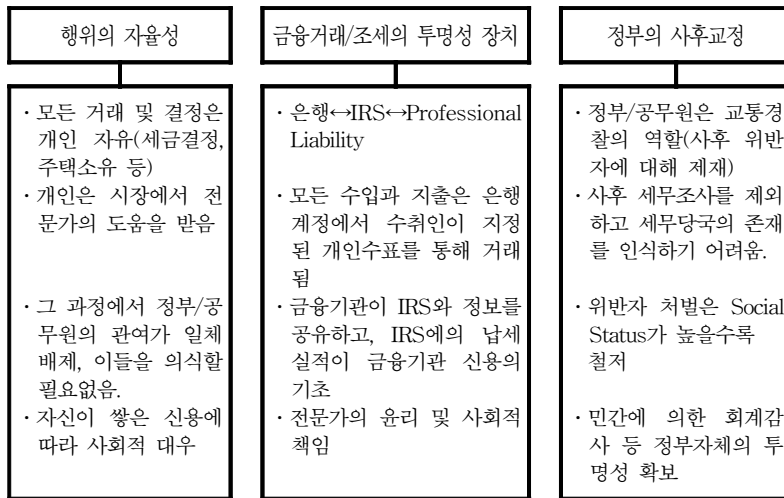 행위의 자율성
· 모든 거래 및 결정은
개인 자유(세금결정,
주택소유 등)
· 개인은 시장에서 전
문가의 도움을 받음
· 그 과정에서 정부/공
무원의 관여가 일체
배제, 이들을 의식할
필요없음.
· 자신이 쌓은 신용에
따라 사회적 대우
금융거래/조세의 투명성 장치
· 은행↔IRS↔Professional
Liability
· 모든 수입과 지출은 은행
계정에서 수취인이 지정
된 개인수표를 통해 거래
됨
· 금융기관이 IRS와 정보를
공유하고, IRS에의 납세
실적이 금융기관 신용의
기초
· 전문가의 윤리 및 사회적
책임
정부의 사후교정
· 정부/공무원은 교통경
찰의 역할(사후 위반
자에 대해 제재)
· 사후 세무조사를 제외
하고 세무당국의 존재
를 인식하기 어려움.
· 위반자 처벌은 Social
Status가 높을수록
철저
· 민간에 의한 회계감
사 등 정부자체의 투
명성 확보